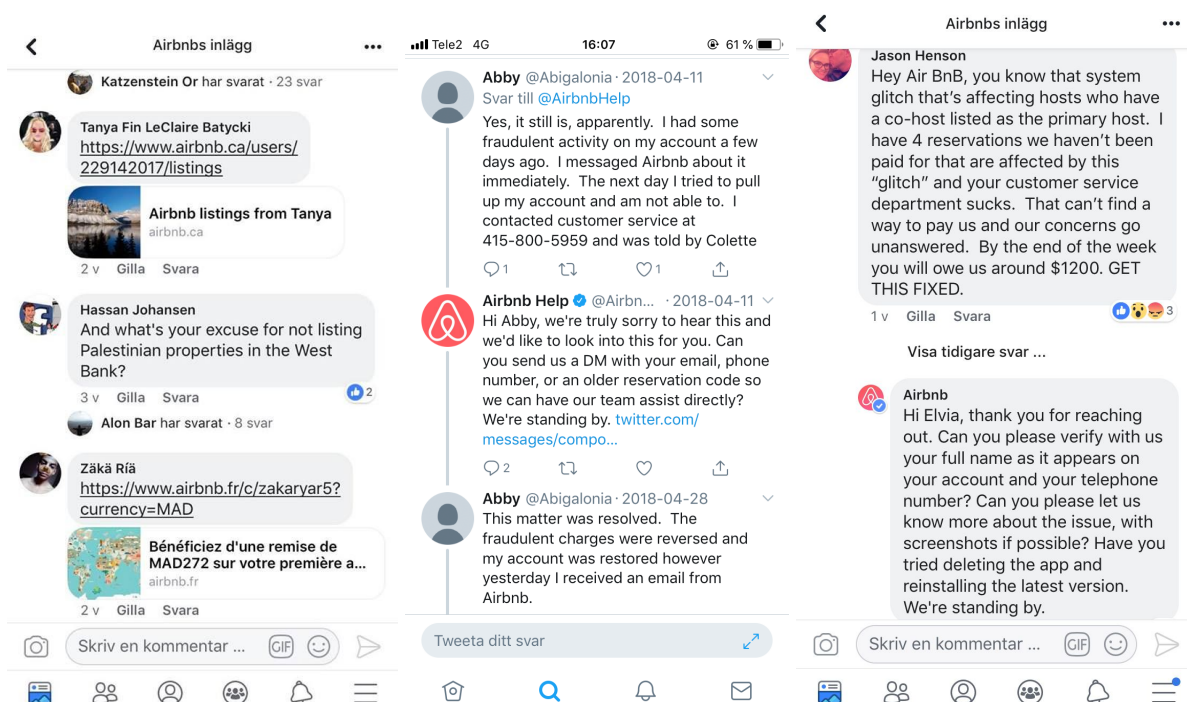 Airbnbs inlägg
Katzenstein Or har svarat · 23 svar
Tanya Fin LeClaire Batycki
https://www.airbnb.ca/users/
229142017/listings
Airbnb listings from Tanya
airbnb.ca
2 v Gilla Svara
Hassan Johansen
And what's your excuse for not listing
Palestinian properties in the West
Bank?
2
3 v Gilla Svara
Alon Bar har svarat · 8 svar
Zäkä Ríä
https://www.airbnb.fr/c/zakaryar5?
currency=MAD
Bénéficiez d'une remise de
MAD272 sur votre première a...
airbnb.fr
2 v Gilla Svara
Skriv en kommentar ... GIF
Tele2 4G 16:07 61 %
Abby @Abigalonia · 2018-04-11
Svar till @AirbnbHelp
Yes, it still is, apparently. I had some
fraudulent activity on my account a few
days ago. I messaged Airbnb about it
immediately. The next day I tried to pull
up my account and am not able to. I
contacted customer service at
415-800-5959 and was told by Colette
1 1
Airbnb Help @Airbn... · 2018-04-11
Hi Abby, we're truly sorry to hear this and
we'd like to look into this for you. Can
you send us a DM with your email, phone
number, or an older reservation code so
we can have our team assist directly?
We're standing by. twitter.com/
messages/compo...
2
Abby @Abigalonia · 2018-04-28
This matter was resolved. The
fraudulent charges were reversed and
my account was restored however
yesterday I received an email from
Airbnb.
Tweeta ditt svar
Airbnbs inlägg
Jason Henson
Hey Air BnB, you know that system
glitch that's affecting hosts who have
a co-host listed as the primary host. I
have 4 reservations we haven't been
paid for that are affected by this
“glitch” and your customer service
department sucks. That can't find a
way to pay us and our concerns go
unanswered. By the end of the week
you will owe us around $1200. GET
THIS FIXED.
3
1 v Gilla Svara
Visa tidigare svar ...
Airbnb
Hi Elvia, thank you for reaching
out. Can you please verify with us
your full name as it appears on
your account and your telephone
number? Can you please let us
know more about the issue, with
screenshots if possible? Have you
tried deleting the app and
reinstalling the latest version.
We're standing by.
Skriv en kommentar ... GIF